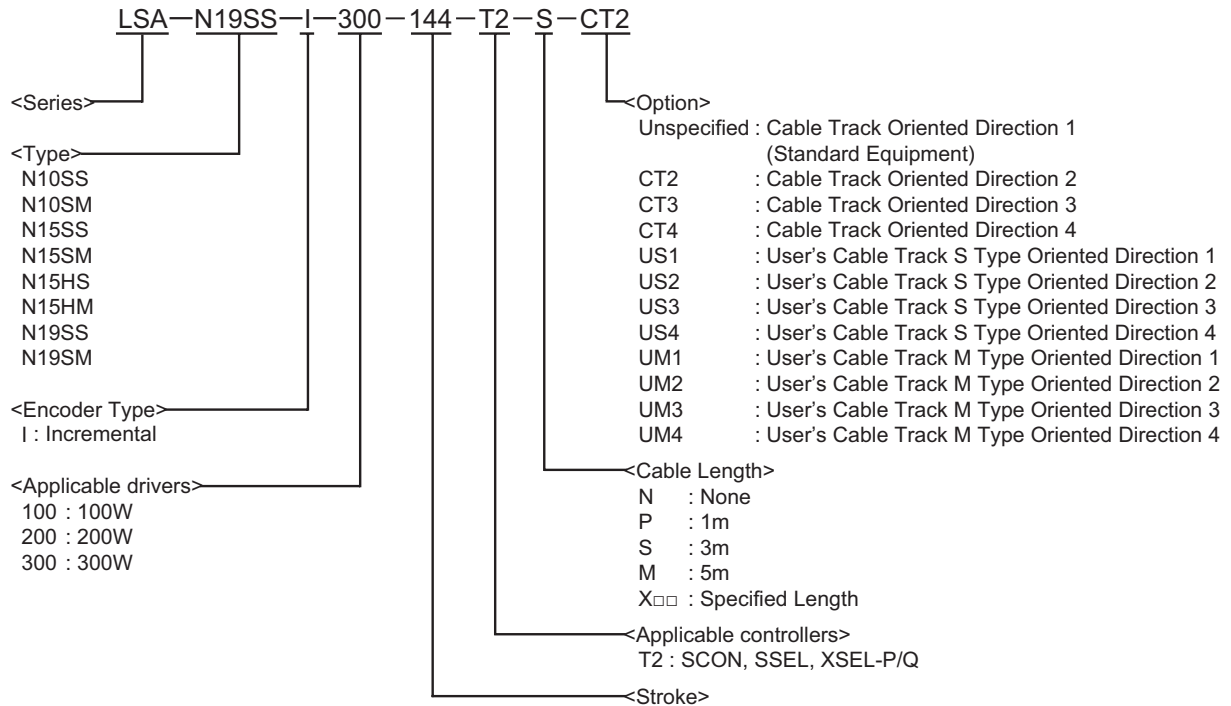 LSA－N19SS－I－300－144－T2－S－CT2
<Series>
<Type>
N10SS
N10SM
N15SS
N15SM
N15HS
N15HM
N19SS
N19SM
<Encoder Type>
I : Incremental
<Applicable drivers>
100 : 100W
200 : 200W
300 : 300W
<Option>
Unspecified : Cable Track Oriented Direction 1
(Standard Equipment)
CT2 : Cable Track Oriented Direction 2
CT3 : Cable Track Oriented Direction 3
CT4 : Cable Track Oriented Direction 4
US1 : User’s Cable Track S Type Oriented Direction 1
US2 : User’s Cable Track S Type Oriented Direction 2
US3 : User’s Cable Track S Type Oriented Direction 3
US4 : User’s Cable Track S Type Oriented Direction 4
UM1 : User’s Cable Track M Type Oriented Direction 1
UM2 : User’s Cable Track M Type Oriented Direction 2
UM3 : User’s Cable Track M Type Oriented Direction 3
UM4 : User’s Cable Track M Type Oriented Direction 4
<Cable Length>
N : None
P : 1m
S : 3m
M : 5m
X□□ : Specified Length
<Applicable controllers>
T2 : SCON, SSEL, XSEL-P/Q
<Stroke>